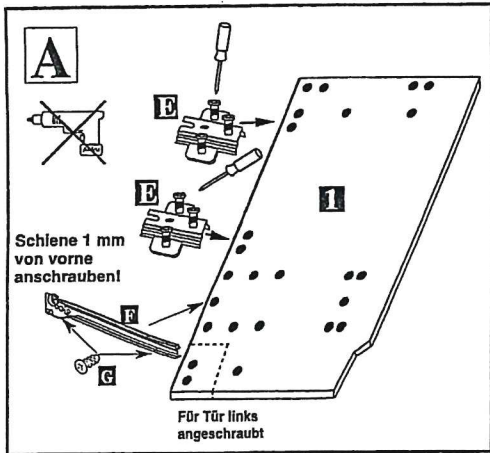 A
E
1
E
Schiene 1 mm
von vorne
anschrauben!
F
G
Für Tür links
angeschraubt